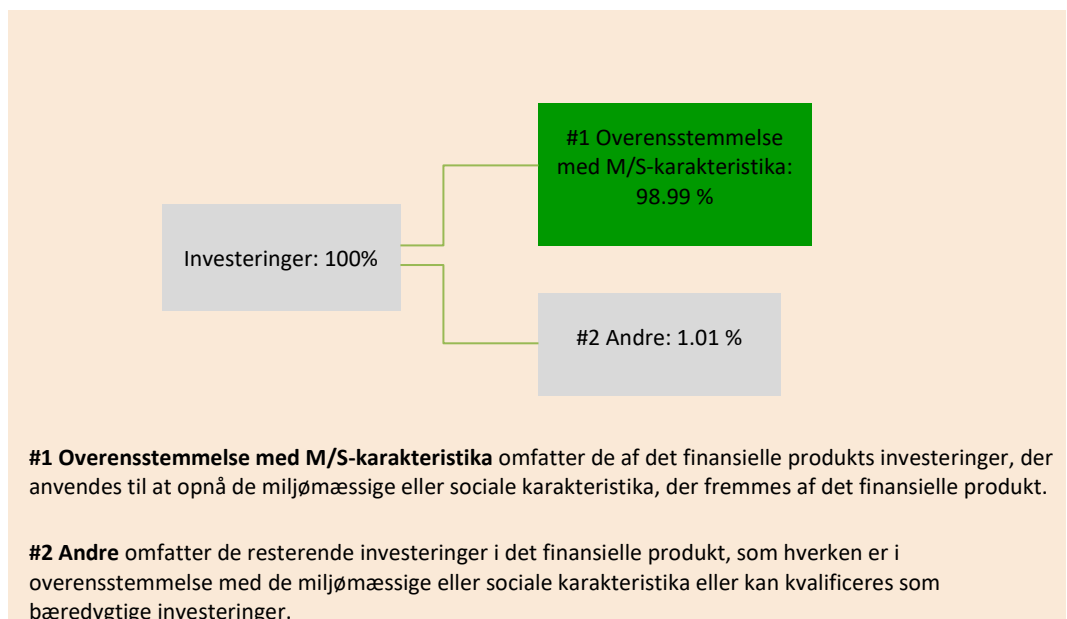 #1 Overensstemmelse
med M/S-karakteristika:
98.99 %
Investeringer: 100%
#2 Andre: 1.01 %
#1 Overensstemmelse med M/S-karakteristika omfatter de af det finansielle produkts investeringer, der
anvendes til at opnå de miljømæssige eller sociale karakteristika, der fremmes af det finansielle produkt.
#2 Andre omfatter de resterende investeringer i det finansielle produkt, som hverken er i
overensstemmelse med de miljømæssige eller sociale karakteristika eller kan kvalificeres som
bæredygtige investeringer.